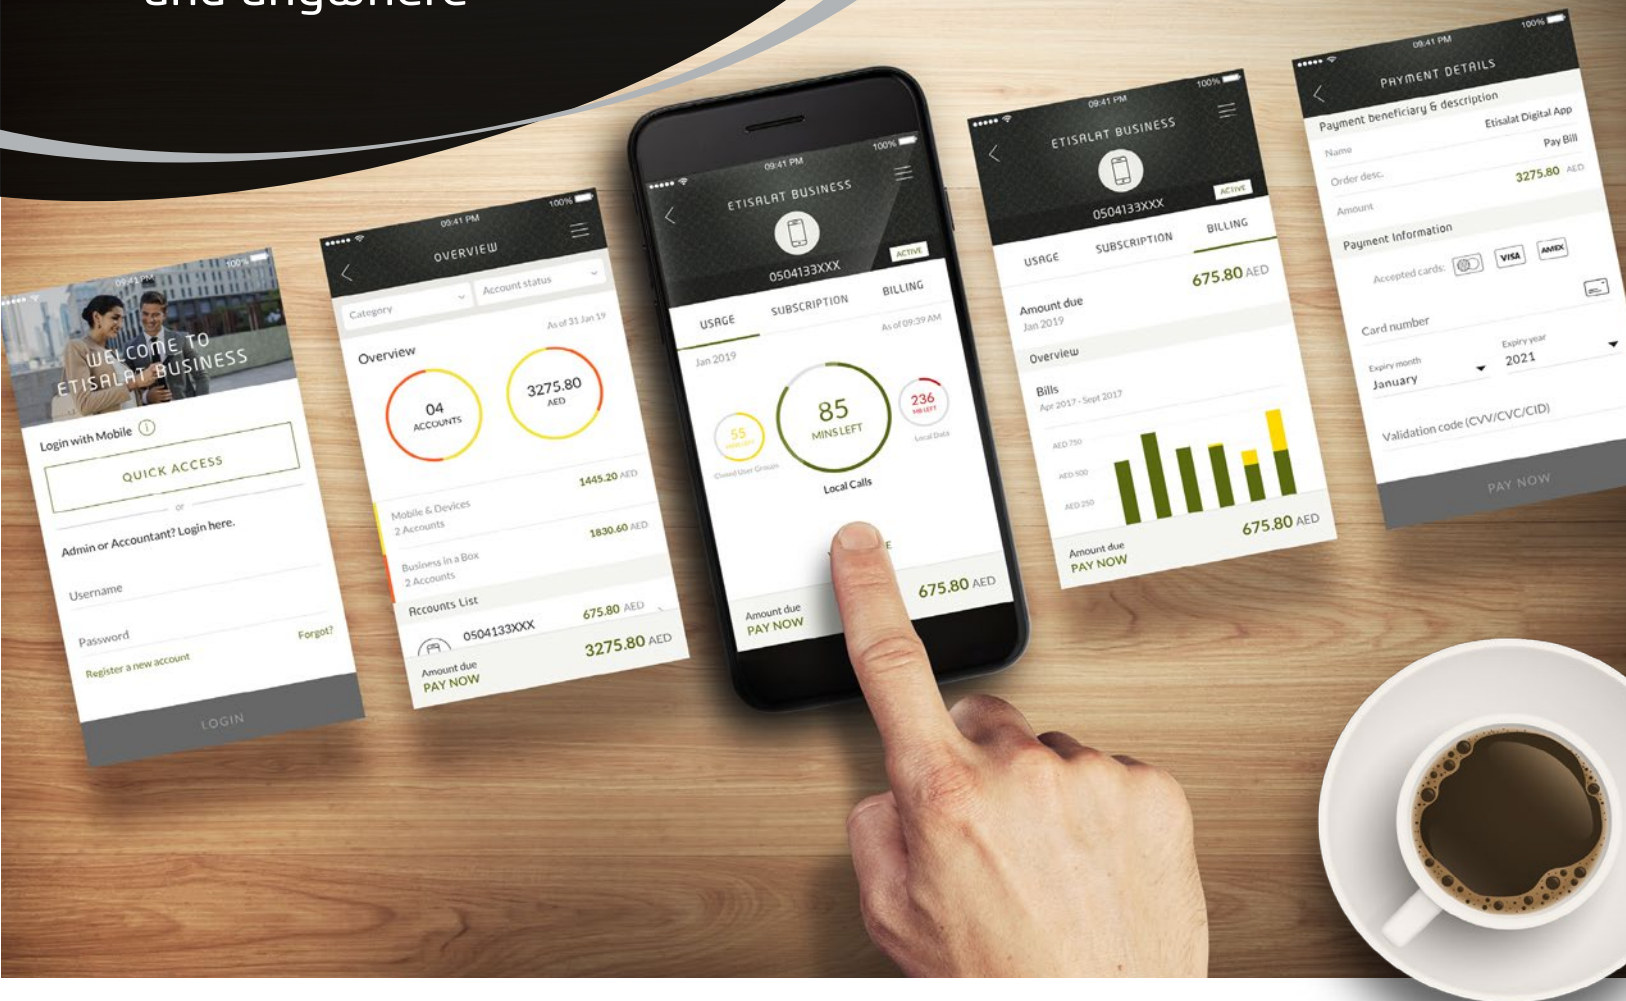 and anywhere
09:41 PM
100%
WELCOME TO
ETISALAT BUSINESS
Login with Mobile
QUICK ACCESS
or
Admin or Accountant? Login here.
Username
Password
Forgot?
Register a new account
LOGIN
09:41 PM
100%
OVERVIEW
Category
Account status
As of 31 Jan 19
Overview
04
ACCOUNTS
3275.80
AED
1445.20 AED
Mobile & Devices
2 Accounts
1830.60 AED
Business in a Box
2 Accounts
Accounts List
0504133XXX
675.80 AED
Amount due
PAY NOW
3275.80 AED
09:41 PM
100%
ETISALAT BUSINESS
0504133XXX
ACTIVE
USAGE
SUBSCRIPTION
BILLING
As of 09:39 AM
Jan 2019
55
Closed User Groups
85
MINS LEFT
Local Calls
236
MB LEFT
Local Data
Amount due
PAY NOW
675.80 AED
09:41 PM
100%
ETISALAT BUSINESS
0504133XXX
ACTIVE
USAGE
SUBSCRIPTION
BILLING
675.80 AED
Amount due
Jan 2019
Overview
Bills
Apr 2017 - Sept 2017
AED 750
AED 500
AED 250
Amount due
PAY NOW
675.80 AED
09:41 PM
100%
PAYMENT DETAILS
Payment beneficiary & description
Name
Etisalat Digital App
Order desc.
Pay Bill
Amount
3275.80 AED
Payment Information
Accepted cards:
VISA
AMEX
Card number
Expiry month
January
Expiry year
2021
Validation code (CVV/CVC/CID)
PAY NOW